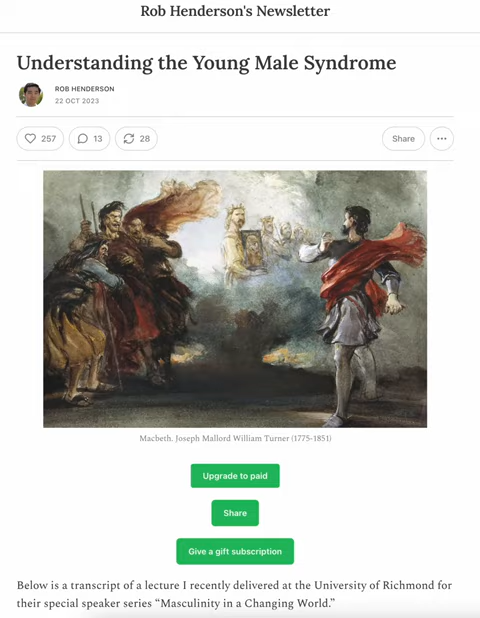 Rob Henderson's Newsletter
Understanding the Young Male Syndrome
ROB HENDERSON
22 OCT 2023
257
13
28
Share
Macbeth. Joseph Mallord William Turner (1775-1851)
Upgrade to paid
Share
Give a gift subscription
Below is a transcript of a lecture I recently delivered at the University of Richmond for
their special speaker series “Masculinity in a Changing World.”